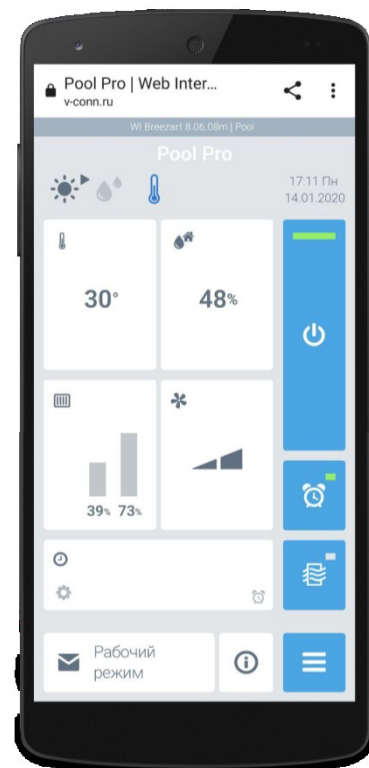 Pool Pro | Web Inter...
v-conn.ru
WI Breezart 8.06.08m | Pool
Pool Pro
17:11 Пн
14.01.2020
30°
48%
39% 73%
Рабочий
режим